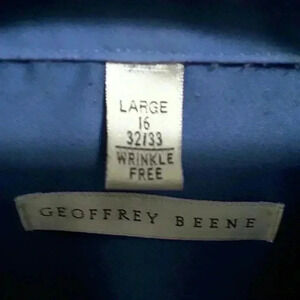 LARGE
16
32/33
WRINKLE
FREE
GEOFFREY BEENE